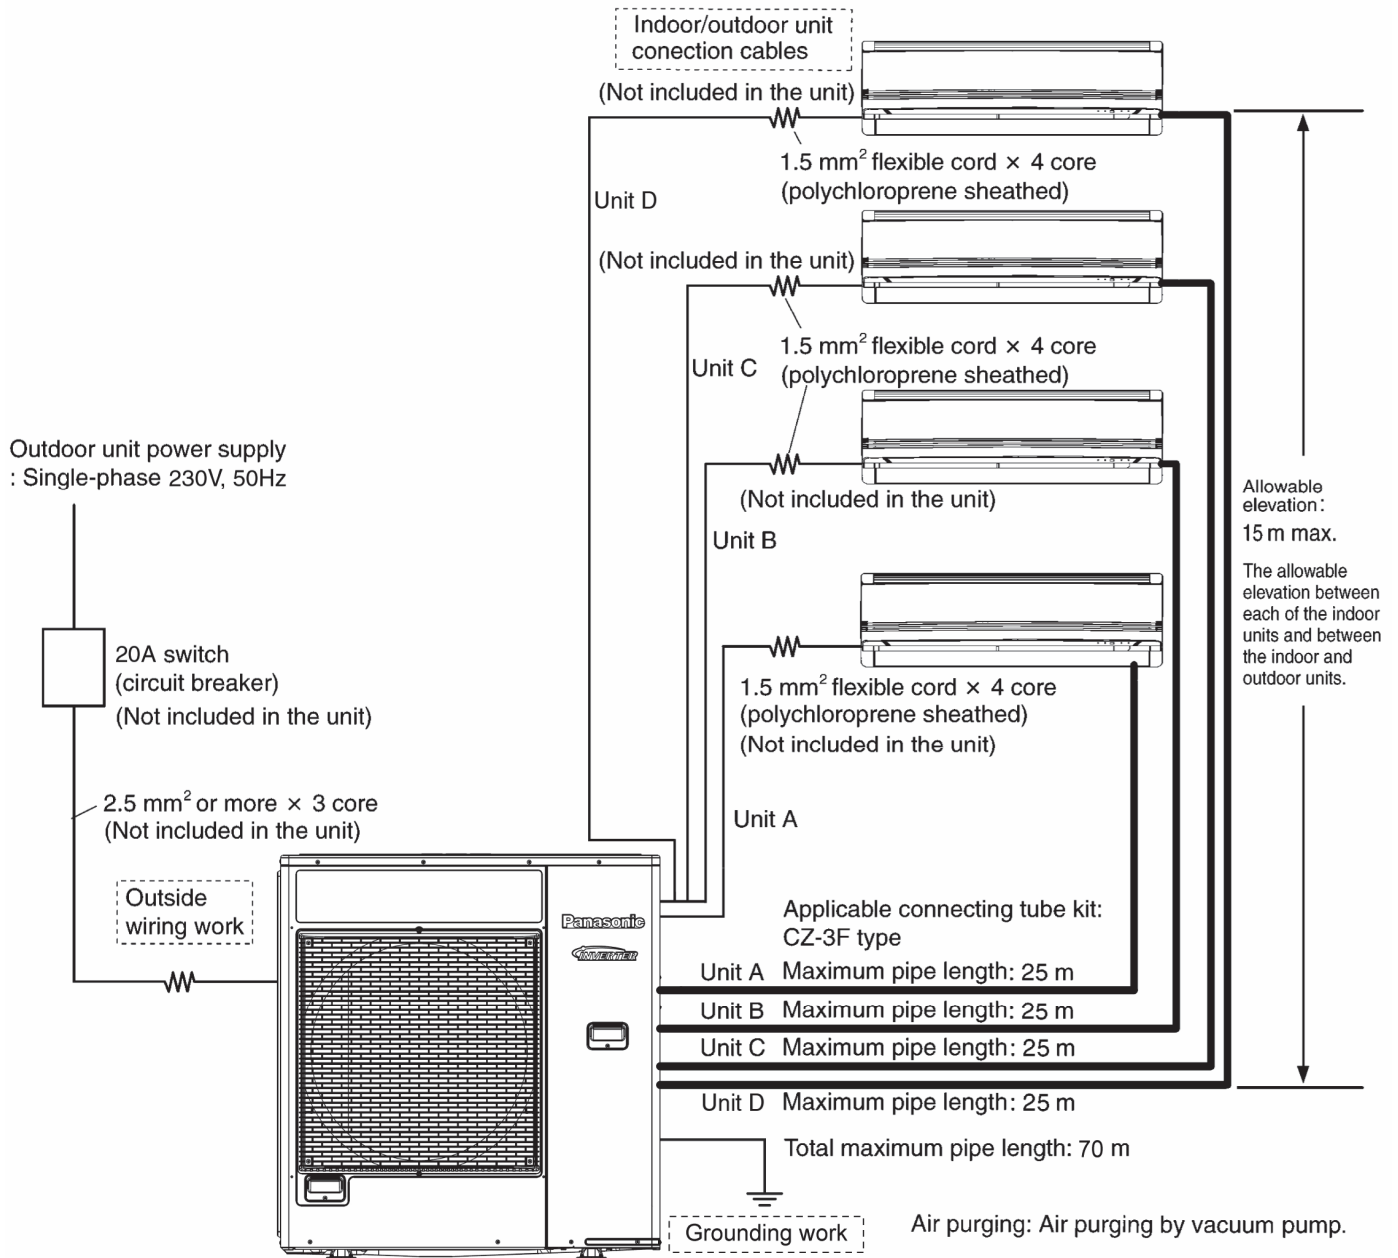 Indoor/outdoor unit
conection cables
(Not included in the unit)
1.5 mm² flexible cord × 4 core
(polychloroprene sheathed)
Unit D
(Not included in the unit)
1.5 mm² flexible cord × 4 core
(polychloroprene sheathed)
Unit C
(Not included in the unit)
Unit B
Outdoor unit power supply
: Single-phase 230V, 50Hz
Allowable
elevation:
15 m max.
The allowable
elevation between
each of the indoor
units and between
the indoor and
outdoor units.
20A switch
(circuit breaker)
(Not included in the unit)
1.5 mm² flexible cord × 4 core
(polychloroprene sheathed)
(Not included in the unit)
2.5 mm² or more × 3 core
(Not included in the unit)
Unit A
Outside
wiring work
Panasonic
INVERTER
Applicable connecting tube kit:
CZ-3F type
Unit A Maximum pipe length: 25 m
Unit B Maximum pipe length: 25 m
Unit C Maximum pipe length: 25 m
Unit D Maximum pipe length: 25 m
Total maximum pipe length: 70 m
Grounding work
Air purging: Air purging by vacuum pump.